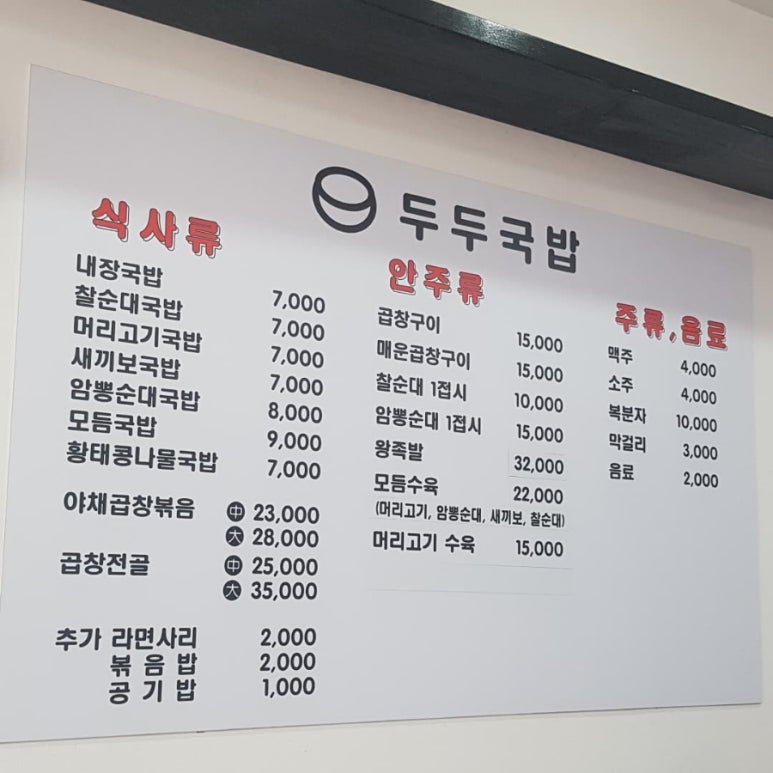 두두국밥
식사류
내장국밥 7,000
찰순대국밥 7,000
머리고기국밥 7,000
새끼보국밥 7,000
암뽕순대국밥 8,000
모듬국밥 9,000
황태콩나물국밥 7,000
야채곱창볶음 中 23,000
大 28,000
곱창전골 中 25,000
大 35,000
추가 라면사리 2,000
볶음밥 2,000
공기밥 1,000
안주류
곱창구이 15,000
매운곱창구이 15,000
찰순대 1접시 10,000
암뽕순대 1접시 15,000
왕족발 32,000
모듬수육 22,000
(머리고기, 암뽕순대, 새끼보, 찰순대)
머리고기 수육 15,000
주류,음료
맥주 4,000
소주 4,000
복분자 10,000
막걸리 3,000
음료 2,000